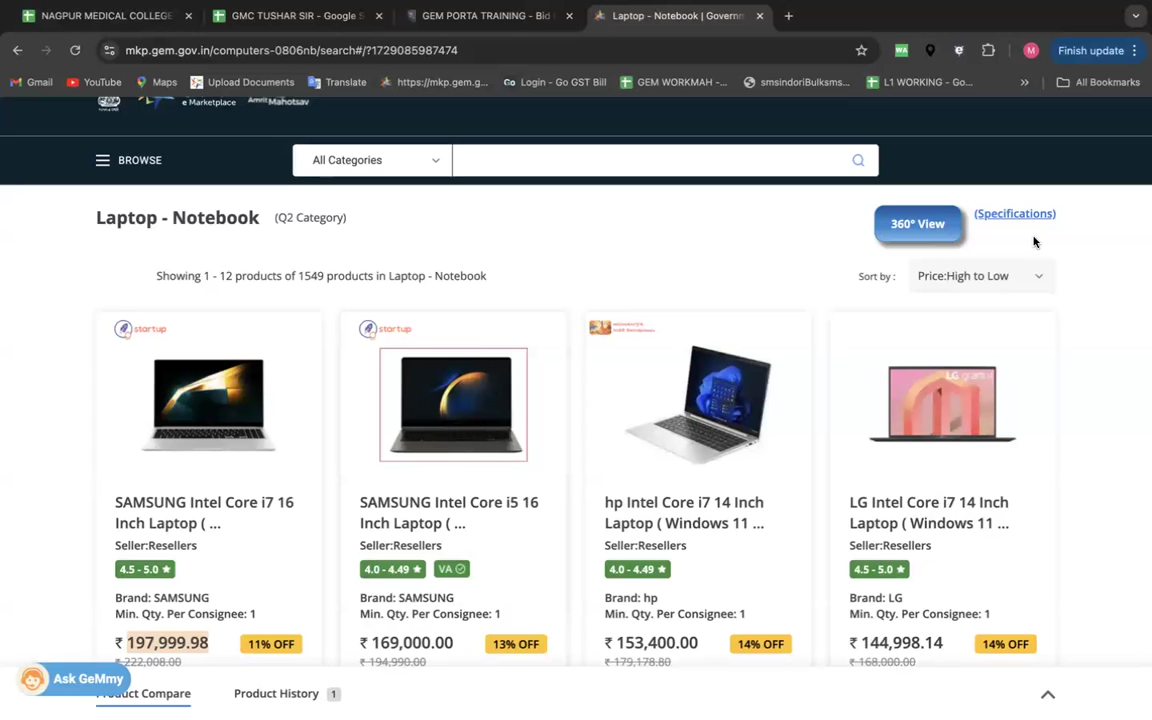 NAGPUR MEDICAL COLLEGE
GMC TUSHAR SIR - Google S
GEM PORTA TRAINING - Bid
Laptop - Notebook | Governm
mkp.gem.gov.in/computers-0806nb/search#/?1729085987474
M
Finish update
Gmail
YouTube
Maps
Upload Documents
Translate
https://mkp.gem.g...
Go Login - Go GST Bill
GEM WORKMAH -...
smsindoriBulksms...
L1 WORKING - Go...
All Bookmarks
e Marketplace
Amrit Mahotsav
BROWSE
All Categories
Laptop - Notebook (Q2 Category)
360° View
(Specifications)
Showing 1 - 12 products of 1549 products in Laptop - Notebook
Sort by :
Price:High to Low
startup
SAMSUNG Intel Core i7 16
Inch Laptop ( ...
Seller:Resellers
4.5 - 5.0 ★
Brand: SAMSUNG
Min. Qty. Per Consignee: 1
₹ 197,999.98
11% OFF
₹ 222,008.00
startup
SAMSUNG Intel Core i5 16
Inch Laptop ( ...
Seller:Resellers
4.0 - 4.49 ★
VA
Brand: SAMSUNG
Min. Qty. Per Consignee: 1
₹ 169,000.00
13% OFF
₹ 194,990.00
hp Intel Core i7 14 Inch
Laptop ( Windows 11 ...
Seller:Resellers
4.0 - 4.49 ★
Brand: hp
Min. Qty. Per Consignee: 1
₹ 153,400.00
14% OFF
₹ 179,178.80
LG gram
LG Intel Core i7 14 Inch
Laptop ( Windows 11 ...
Seller:Resellers
4.5 - 5.0 ★
Brand: LG
Min. Qty. Per Consignee: 1
₹ 144,998.14
14% OFF
₹ 168,000.00
Ask GeMmy
Product Compare
Product History 1